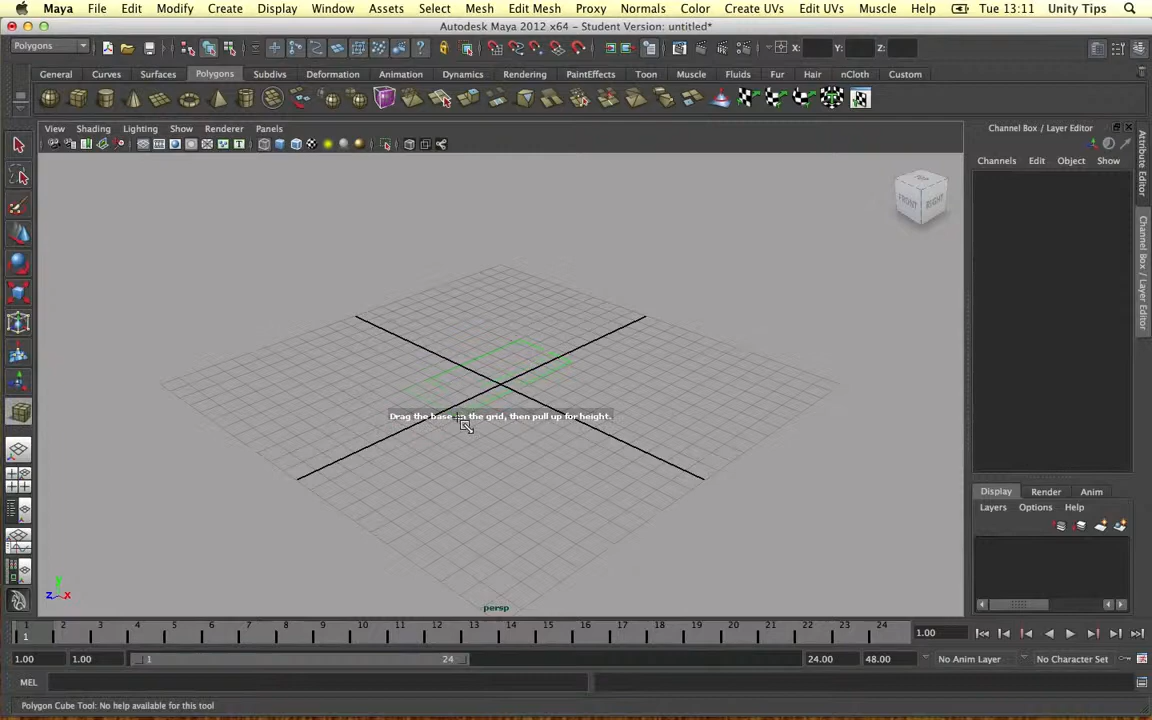 Maya File Edit Modify Create Display Window Assets Select Mesh Edit Mesh Proxy Normals Color Create UVs Edit UVs Muscle Help Tue 13:11 Unity Tips
Autodesk Maya 2012 x64 - Student Version: untitled*
Polygons X: Y: Z:
General Curves Surfaces Polygons Subdivs Deformation Animation Dynamics Rendering PaintEffects Toon Muscle Fluids Fur Hair nCloth Custom
View Shading Lighting Show Renderer Panels
Channel Box / Layer Editor
Channels Edit Object Show
Attribute Editor
Channel Box / Layer Editor
TOP
FRONT RIGHT
Drag the base on the grid, then pull up for height.
Display Render Anim
Layers Options Help
y
z x
persp
1 2 3 4 5 6 7 8 9 10 11 12 13 14 15 16 17 18 19 20 21 22 23 24
1 1.00
1.00 1.00 1 24 24.00 48.00 No Anim Layer No Character Set
MEL
Polygon Cube Tool: No help available for this tool